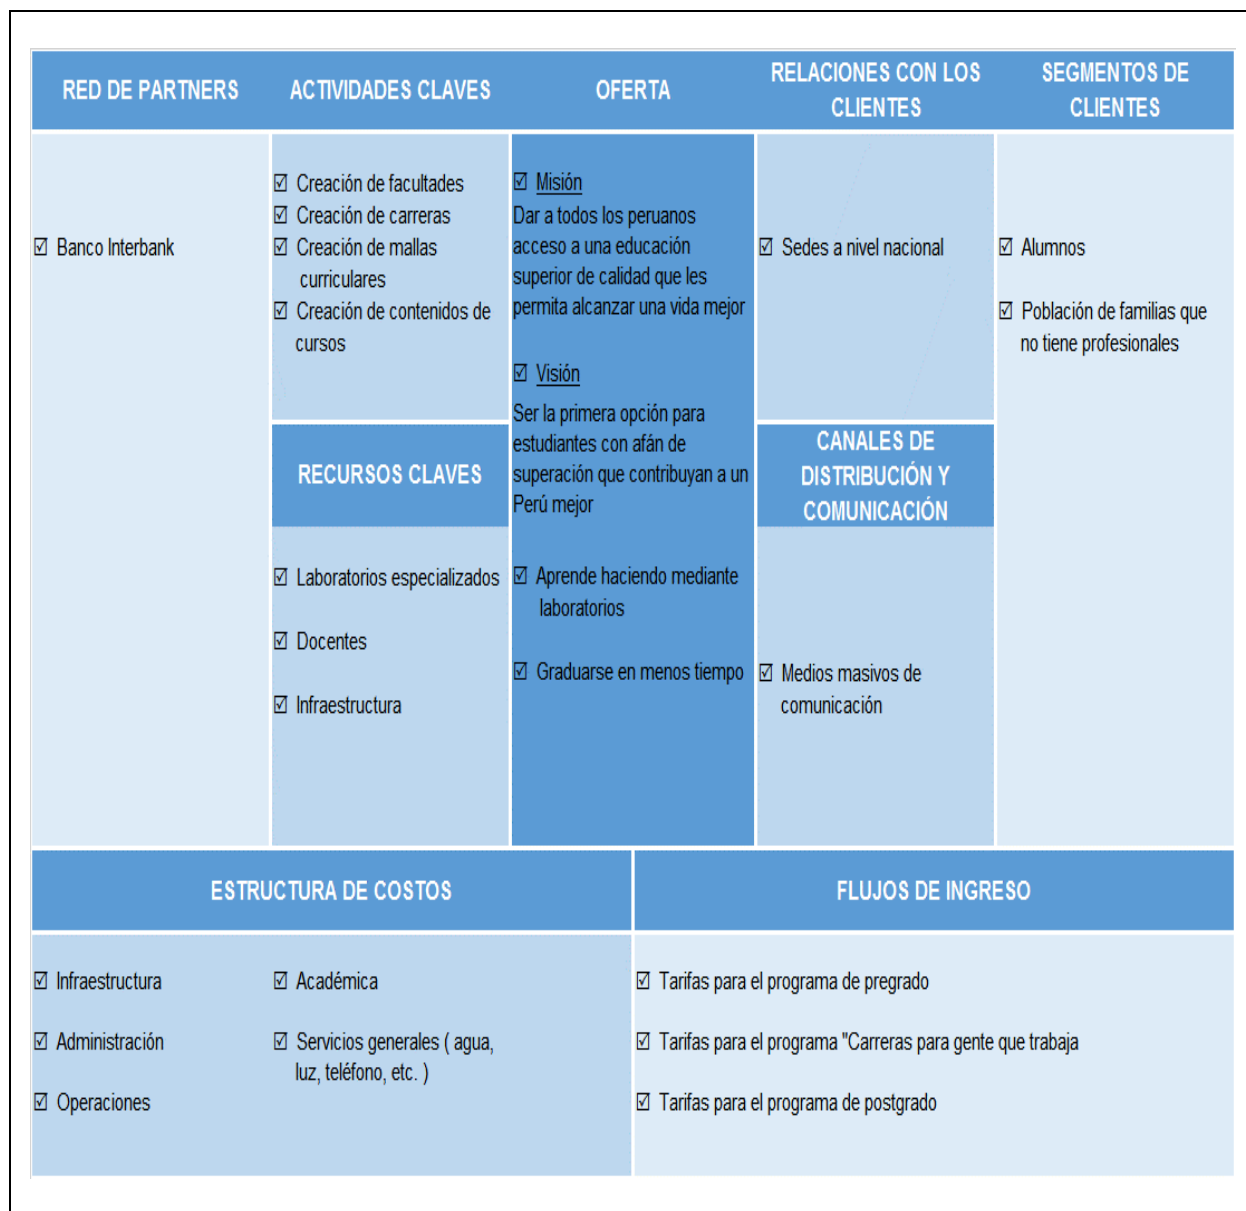 RED DE PARTNERS
☑ Banco Interbank
ACTIVIDADES CLAVES
☑ Creación de facultades
☑ Creación de carreras
☑ Creación de mallas
curriculares
☑ Creación de contenidos de
cursos
RECURSOS CLAVES
☑ Laboratorios especializados
☑ Docentes
☑ Infraestructura
OFERTA
☑ Misión
Dar a todos los peruanos
acceso a una educación
superior de calidad que les
permita alcanzar una vida mejor
☑ Visión
Ser la primera opción para
estudiantes con afán de
superación que contribuyan a un
Perú mejor
☑ Aprende haciendo mediante
laboratorios
☑ Graduarse en menos tiempo
RELACIONES CON LOS
CLIENTES
☑ Sedes a nivel nacional
CANALES DE
DISTRIBUCIÓN Y
COMUNICACIÓN
☑ Medios masivos de
comunicación
SEGMENTOS DE
CLIENTES
☑ Alumnos
☑ Población de familias que
no tiene profesionales
ESTRUCTURA DE COSTOS
☑ Infraestructura
☑ Administración
☑ Operaciones
☑ Académica
☑ Servicios generales ( agua,
luz, teléfono, etc. )
FLUJOS DE INGRESO
☑ Tarifas para el programa de pregrado
☑ Tarifas para el programa "Carreras para gente que trabaja
☑ Tarifas para el programa de postgrado